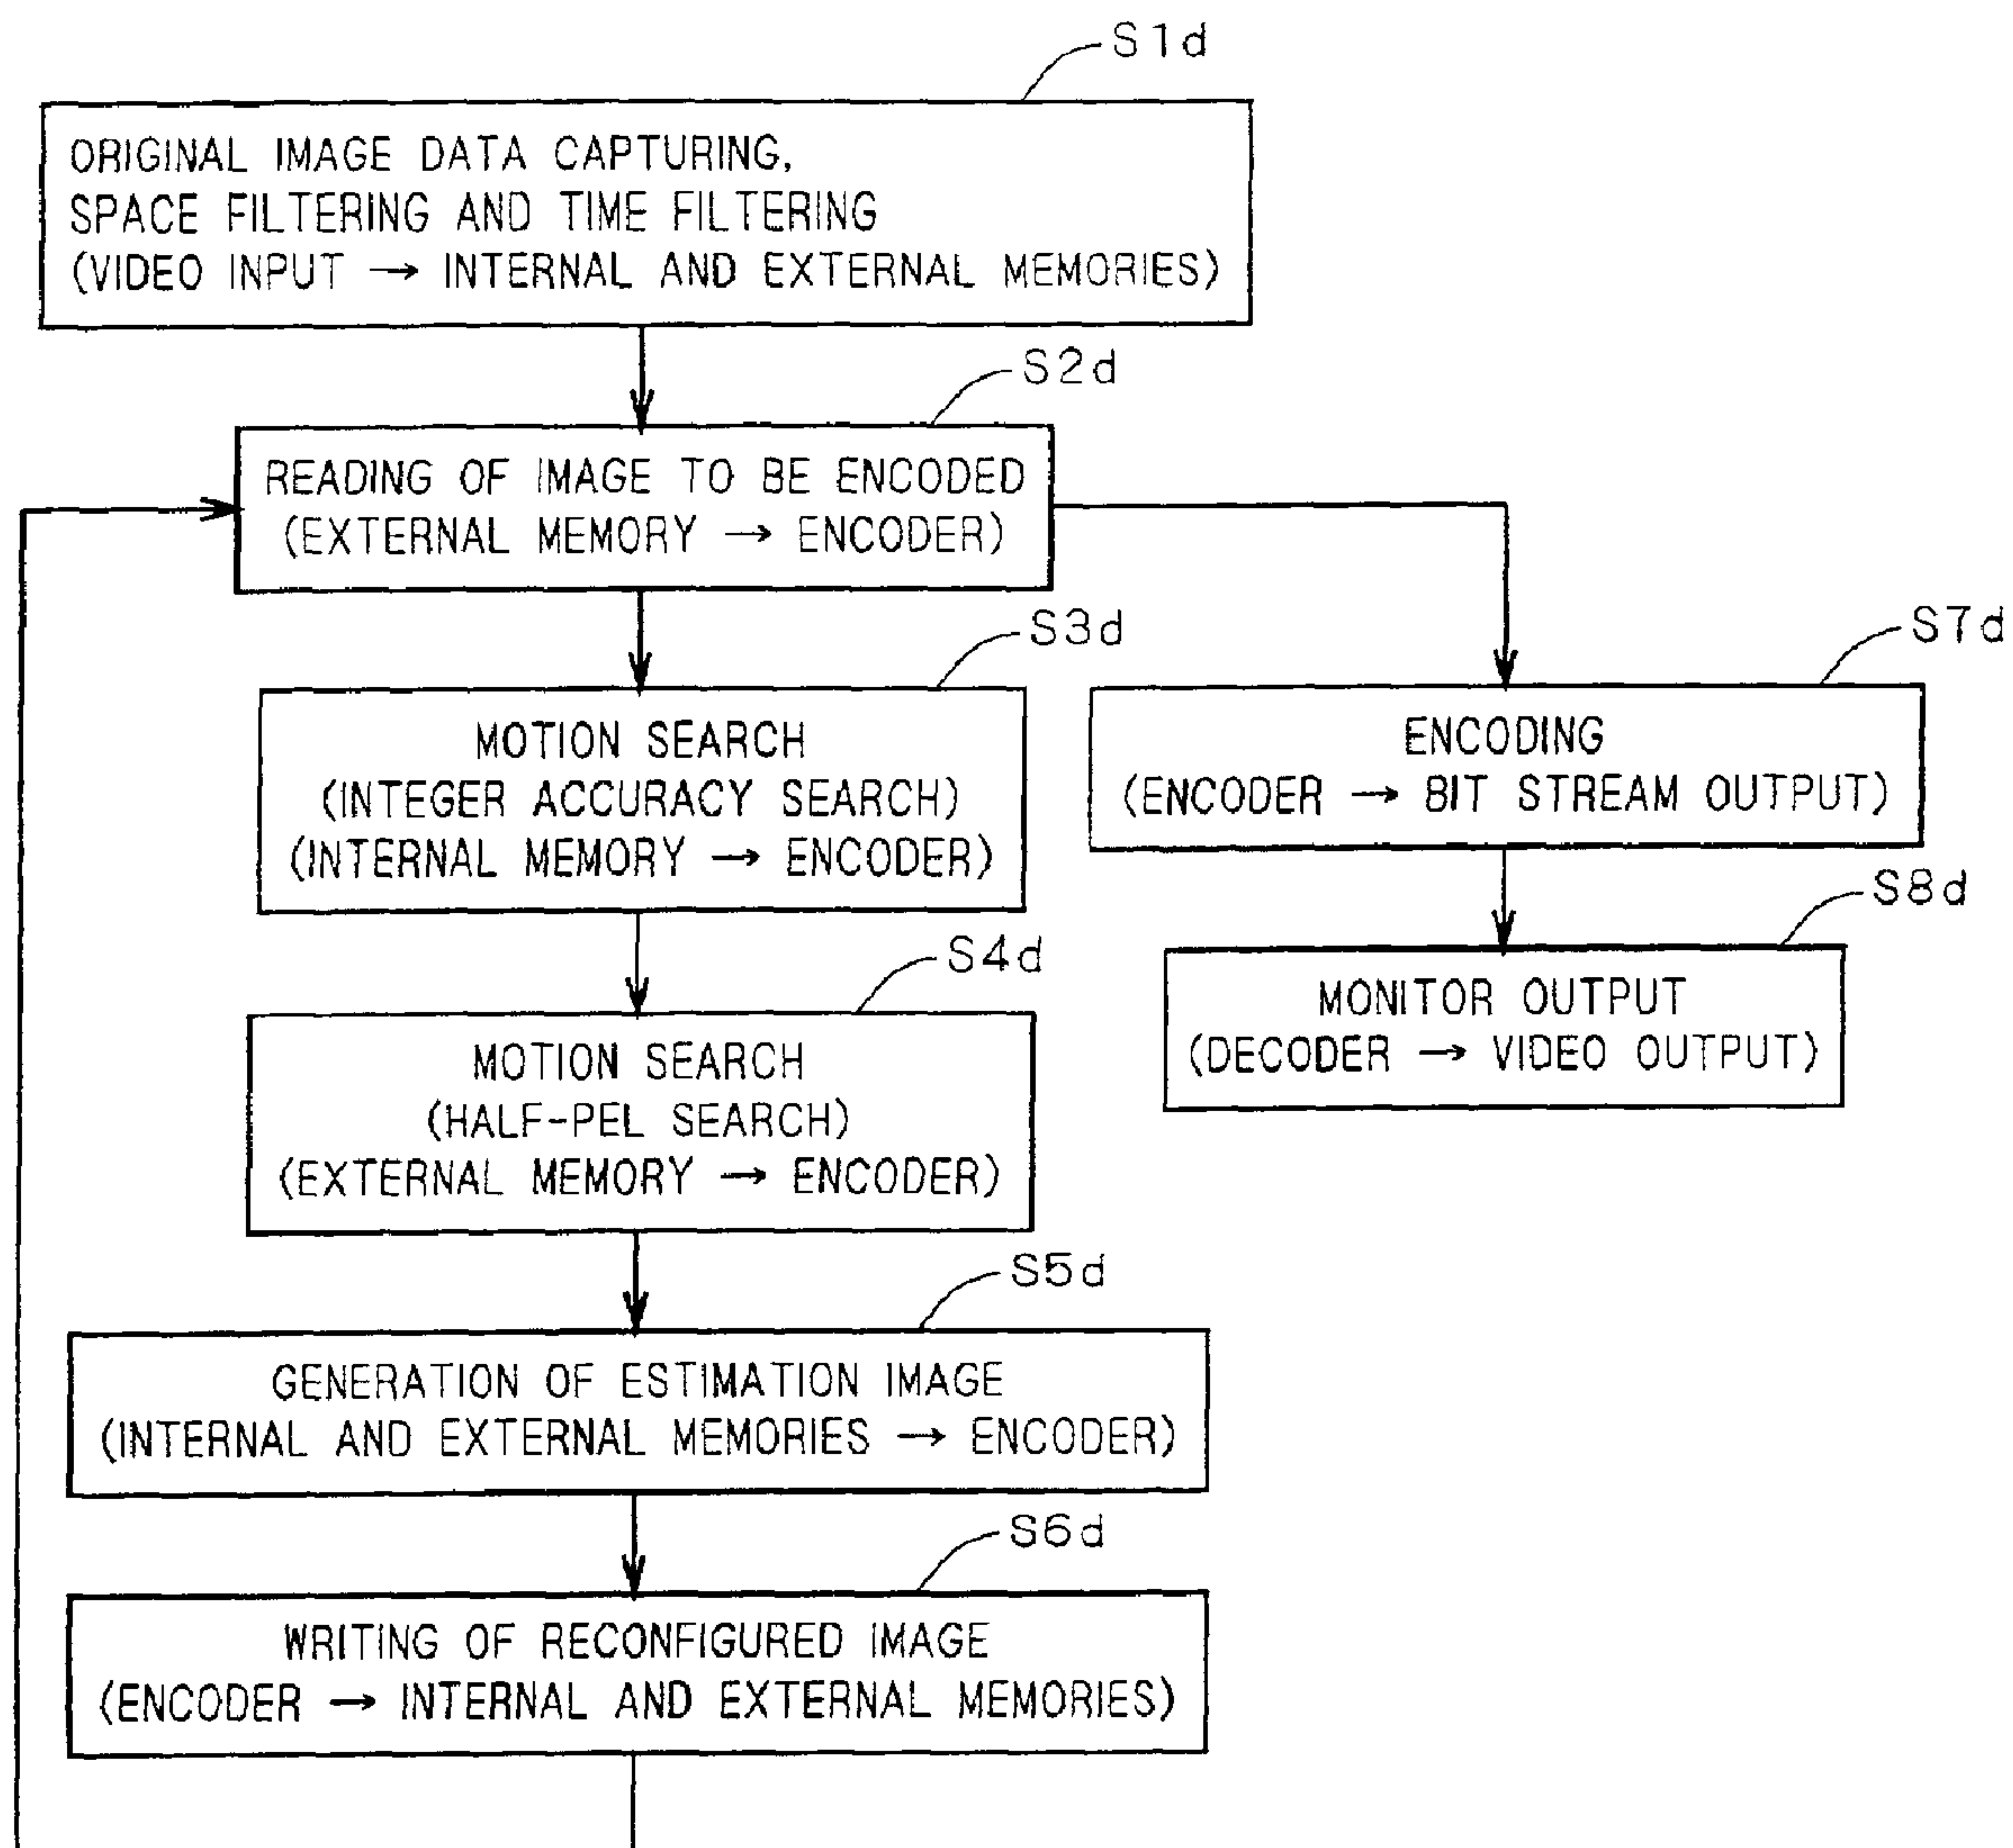 S1d
ORIGINAL IMAGE DATA CAPTURING,
SPACE FILTERING AND TIME FILTERING
(VIDEO INPUT → INTERNAL AND EXTERNAL MEMORIES)
S2d
READING OF IMAGE TO BE ENCODED
(EXTERNAL MEMORY → ENCODER)
S3d
MOTION SEARCH
(INTEGER ACCURACY SEARCH)
(INTERNAL MEMORY → ENCODER)
S7d
ENCODING
(ENCODER → BIT STREAM OUTPUT)
S8d
MONITOR OUTPUT
(DECODER → VIDEO OUTPUT)
S4d
MOTION SEARCH
(HALF-PEL SEARCH)
(EXTERNAL MEMORY → ENCODER)
S5d
GENERATION OF ESTIMATION IMAGE
(INTERNAL AND EXTERNAL MEMORIES → ENCODER)
S6d
WRITING OF RECONFIGURED IMAGE
(ENCODER → INTERNAL AND EXTERNAL MEMORIES)